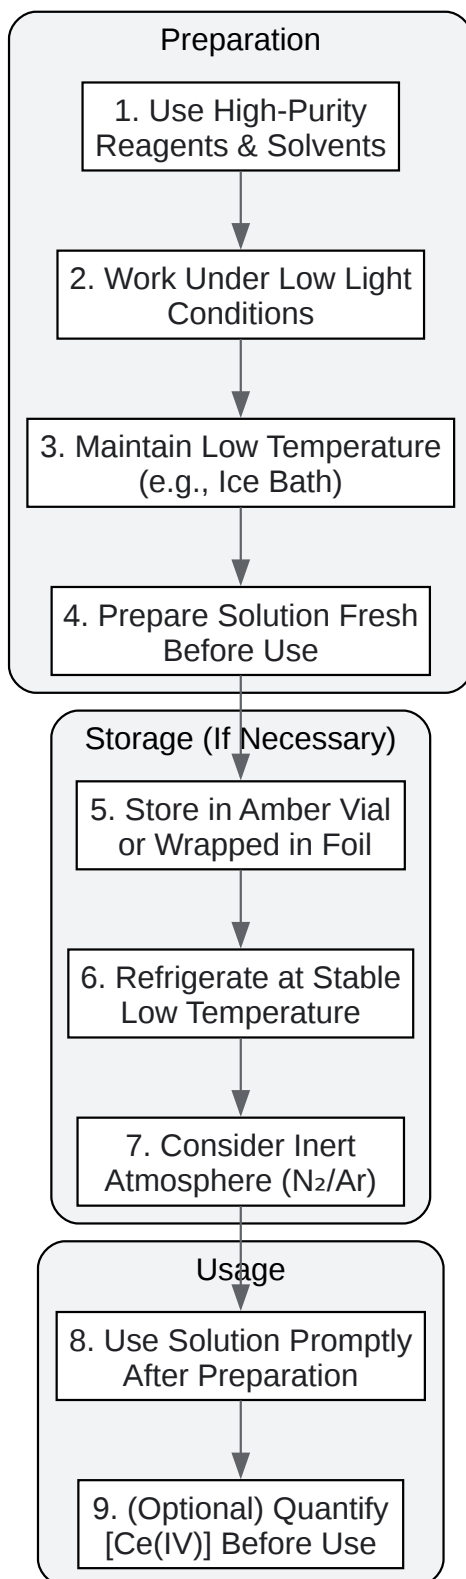 Preparation
1. Use High-Purity
Reagents & Solvents
2. Work Under Low Light
Conditions
3. Maintain Low Temperature
(e.g., Ice Bath)
4. Prepare Solution Fresh
Before Use
Storage (If Necessary)
5. Store in Amber Vial
or Wrapped in Foil
6. Refrigerate at Stable
Low Temperature
7. Consider Inert
Atmosphere (N₂/Ar)
Usage
8. Use Solution Promptly
After Preparation
9. (Optional) Quantify
[Ce(IV)] Before Use